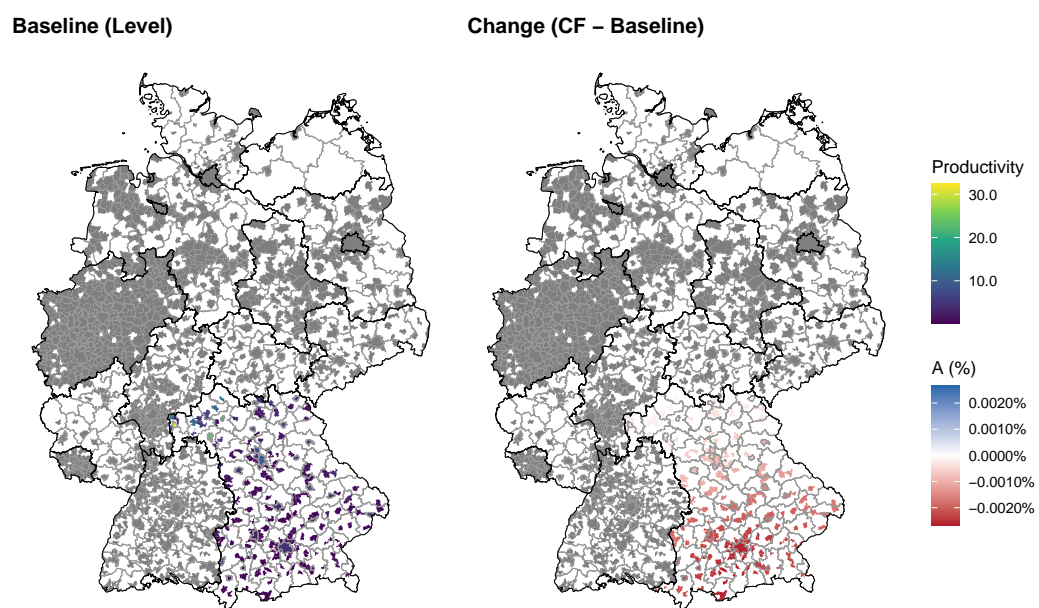 Baseline (Level)
Change (CF − Baseline)
Productivity
30.0
20.0
10.0
A (%)
0.0020%
0.0010%
0.0000%
−0.0010%
−0.0020%